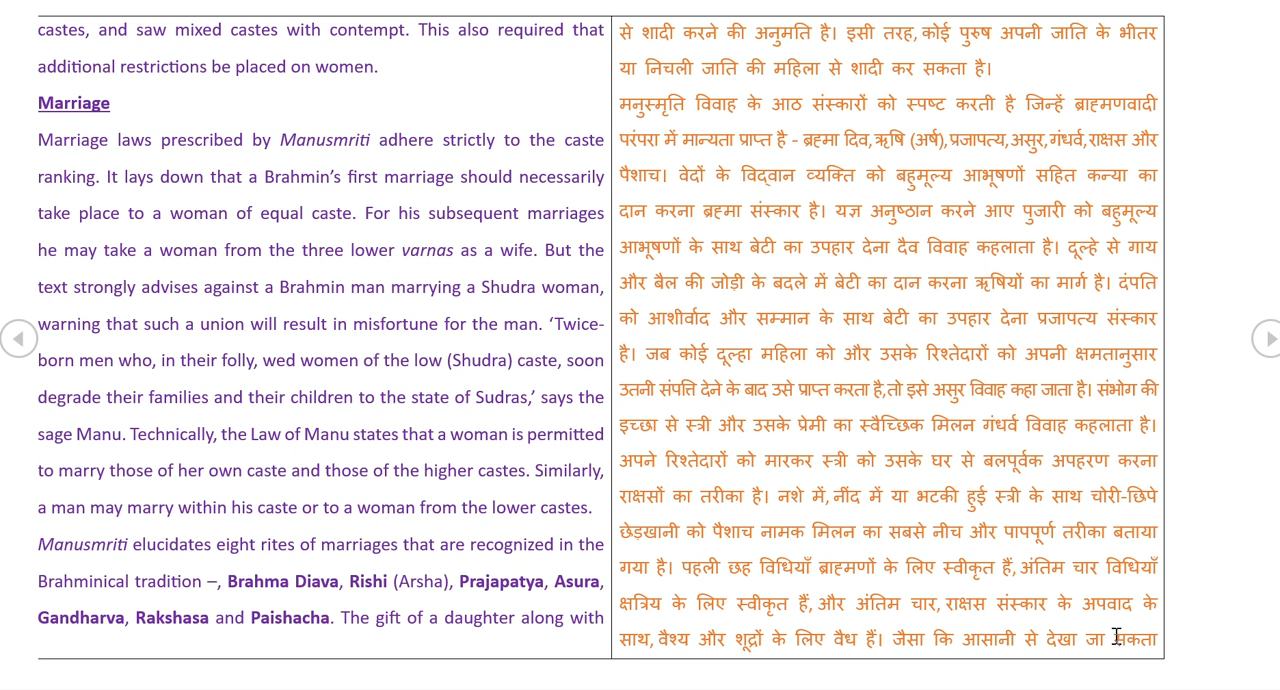 castes, and saw mixed castes with contempt. This also required that
additional restrictions be placed on women.
Marriage
Marriage laws prescribed by Manusmriti adhere strictly to the caste
ranking. It lays down that a Brahmin’s first marriage should necessarily
take place to a woman of equal caste. For his subsequent marriages
he may take a woman from the three lower varnas as a wife. But the
text strongly advises against a Brahmin man marrying a Shudra woman,
warning that such a union will result in misfortune for the man. ‘Twice-
born men who, in their folly, wed women of the low (Shudra) caste, soon
degrade their families and their children to the state of Sudras,’ says the
sage Manu. Technically, the Law of Manu states that a woman is permitted
to marry those of her own caste and those of the higher castes. Similarly,
a man may marry within his caste or to a woman from the lower castes.
Manusmriti elucidates eight rites of marriages that are recognized in the
Brahminical tradition –, Brahma Diava, Rishi (Arsha), Prajapatya, Asura,
Gandharva, Rakshasa and Paishacha. The gift of a daughter along with
से शादी करने की अनुमति है। इसी तरह, कोई पुरुष अपनी जाति के भीतर
या निचली जाति की महिला से शादी कर सकता है।
मनुस्मृति विवाह के आठ संस्कारों को स्पष्ट करती है जिन्हें ब्राह्मणवादी
परंपरा में मान्यता प्राप्त है - ब्रह्मा दिव, ऋषि (अर्ष), प्रजापत्य, असुर, गंधर्व, राक्षस और
पैशाच। वेदों के विद्वान व्यक्ति को बहुमूल्य आभूषणों सहित कन्या का
दान करना ब्रह्मा संस्कार है। यज्ञ अनुष्ठान करने आए पुजारी को बहुमूल्य
आभूषणों के साथ बेटी का उपहार देना दैव विवाह कहलाता है। दूल्हे से गाय
और बैल की जोड़ी के बदले में बेटी का दान करना ऋषियों का मार्ग है। दंपति
को आशीर्वाद और सम्मान के साथ बेटी का उपहार देना प्रजापत्य संस्कार
है। जब कोई दूल्हा महिला को और उसके रिश्तेदारों को अपनी क्षमतानुसार
उतनी संपत्ति देने के बाद उसे प्राप्त करता है, तो इसे असुर विवाह कहा जाता है। संभोग की
इच्छा से स्त्री और उसके प्रेमी का स्वैच्छिक मिलन गंधर्व विवाह कहलाता है।
अपने रिश्तेदारों को मारकर स्त्री को उसके घर से बलपूर्वक अपहरण करना
राक्षसों का तरीका है। नशे में, नींद में या भटकी हुई स्त्री के साथ चोरी-छिपे
छेड़खानी को पैशाच नामक मिलन का सबसे नीच और पापपूर्ण तरीका बताया
गया है। पहली छह विधियाँ ब्राह्मणों के लिए स्वीकृत हैं, अंतिम चार विधियाँ
क्षत्रिय के लिए स्वीकृत हैं, और अंतिम चार, राक्षस संस्कार के अपवाद के
साथ, वैश्य और शूद्रों के लिए वैध हैं। जैसा कि आसानी से देखा जा सकता